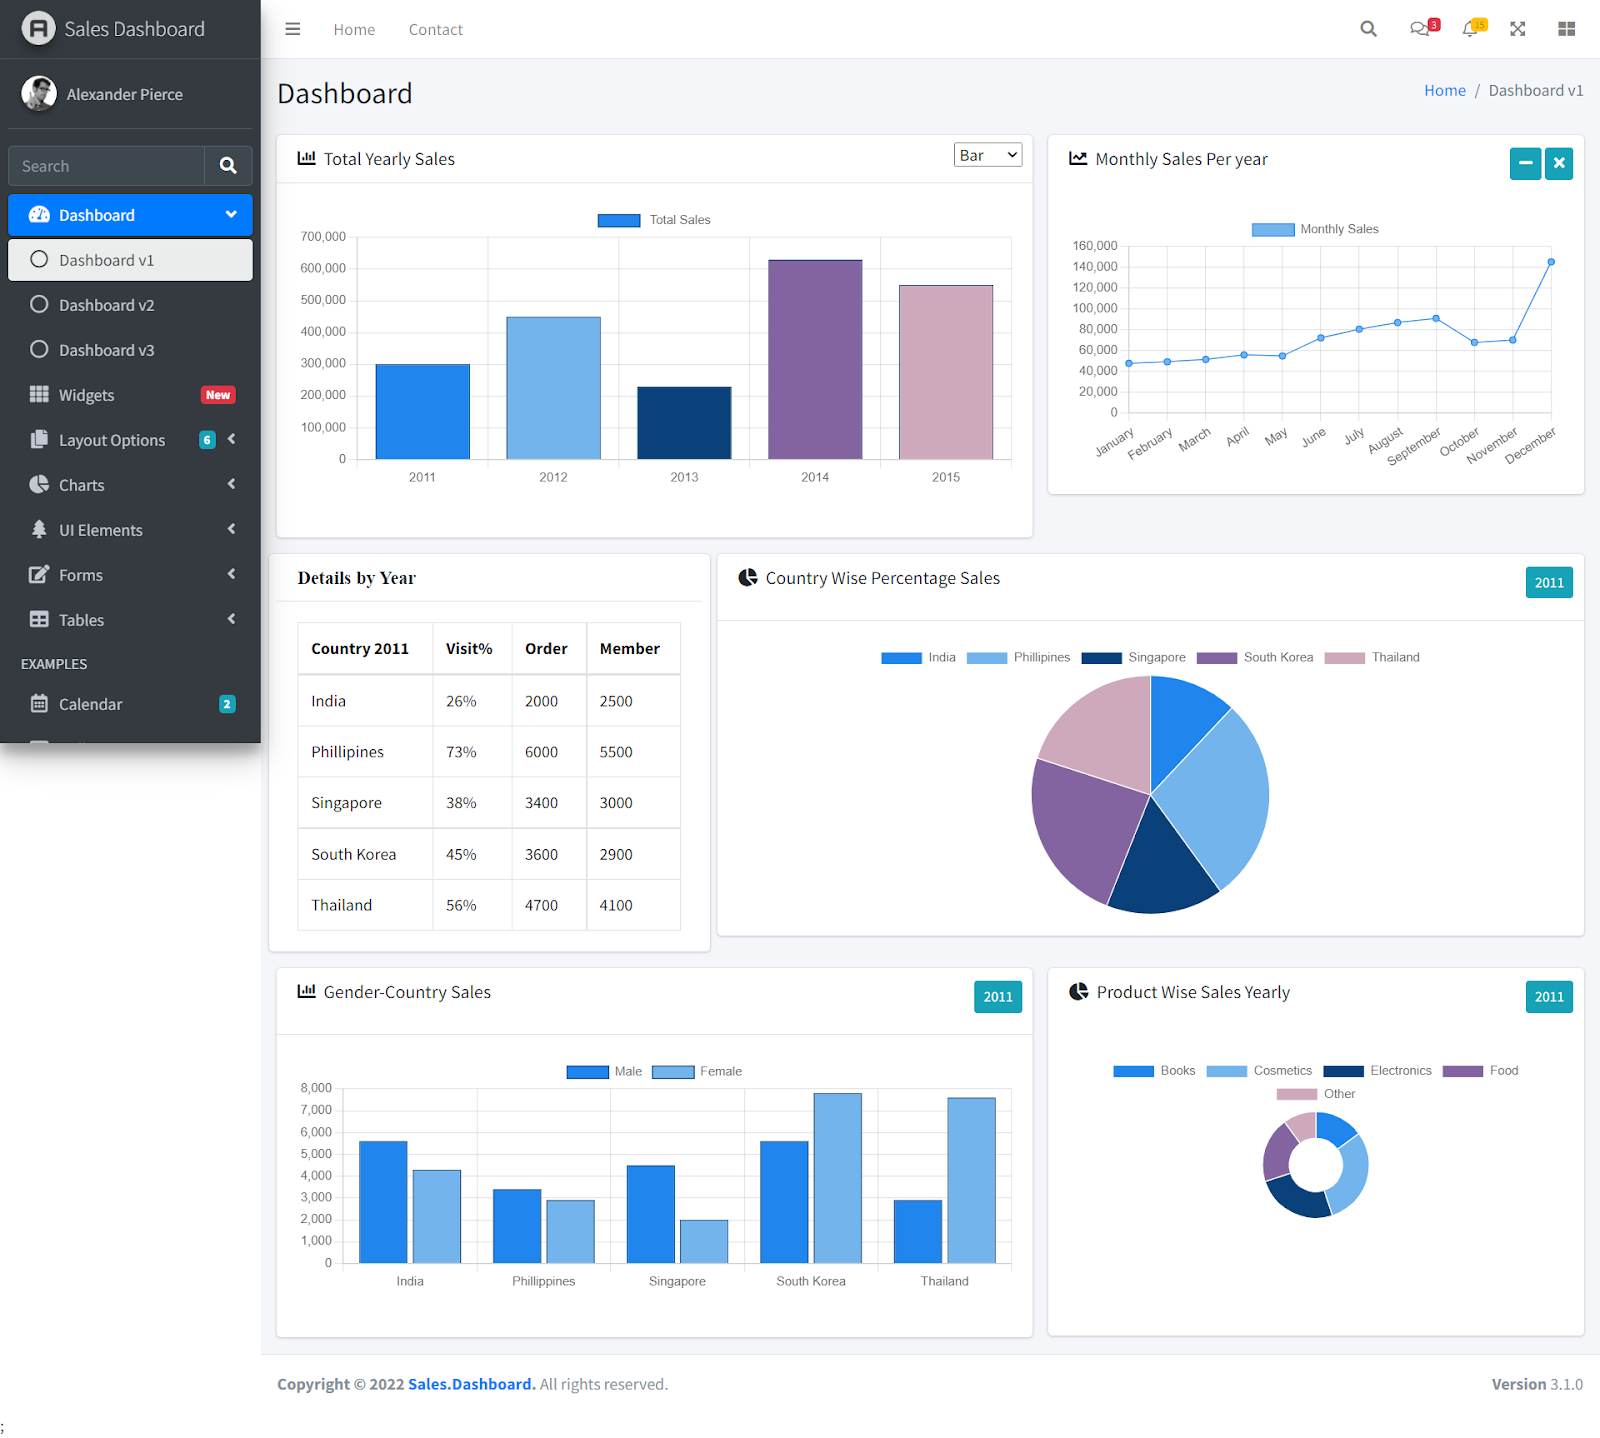 Sales Dashboard
Home Contact
3
15
Alexander Pierce
Search
Dashboard
Dashboard v1
Dashboard v2
Dashboard v3
Widgets New
Layout Options 6
Charts
UI Elements
Forms
Tables
EXAMPLES
Calendar 2
Dashboard
Home / Dashboard v1
Total Yearly Sales
Bar
Total Sales
700,000
600,000
500,000
400,000
300,000
200,000
100,000
0
2011 2012 2013 2014 2015
Monthly Sales Per year
Monthly Sales
160,000
140,000
120,000
100,000
80,000
60,000
40,000
20,000
0
January February March April May June July August September October November December
Details by Year
Country 2011 Visit% Order Member
India 26% 2000 2500
Phillipines 73% 6000 5500
Singapore 38% 3400 3000
South Korea 45% 3600 2900
Thailand 56% 4700 4100
Country Wise Percentage Sales
2011
India Phillipines Singapore South Korea Thailand
Gender-Country Sales
2011
Male Female
8,000
7,000
6,000
5,000
4,000
3,000
2,000
1,000
0
India Phillippines Singapore South Korea Thailand
Product Wise Sales Yearly
2011
Books Cosmetics Electronics Food
Other
Copyright © 2022 Sales.Dashboard. All rights reserved.
Version 3.1.0
;